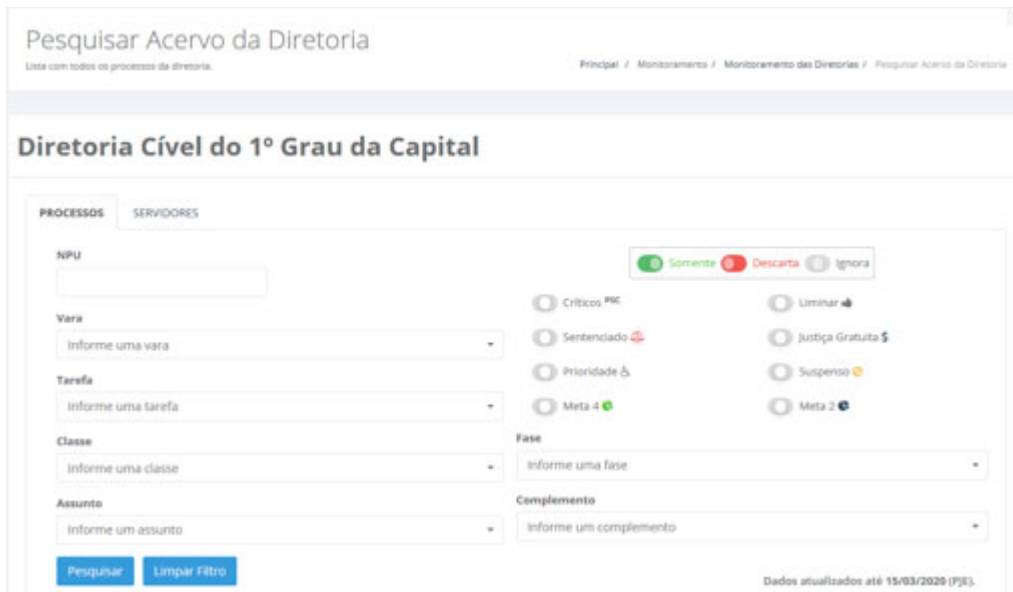 Pesquisar Acervo da Diretoria
Lista com todos os processos da diretoria.
Principal / Monitoramento / Monitoramento das Diretorias / Pesquisar Acervo da Diretoria
Diretoria Cível do 1º Grau da Capital
PROCESSOS SERVIDORES
NPU
Somente Descarta Ignora
Críticos PSC Liminar
Vara
Informe uma vara
Sentenciado Justiça Gratuita $
Prioridade Suspenso
Tarefa
Informe uma tarefa
Meta 4 Meta 2
Classe Fase
Informe uma classe Informe uma fase
Assunto Complemento
Informe um assunto Informe um complemento
Pesquisar Limpar Filtro
Dados atualizados até 15/03/2020 (PJE).